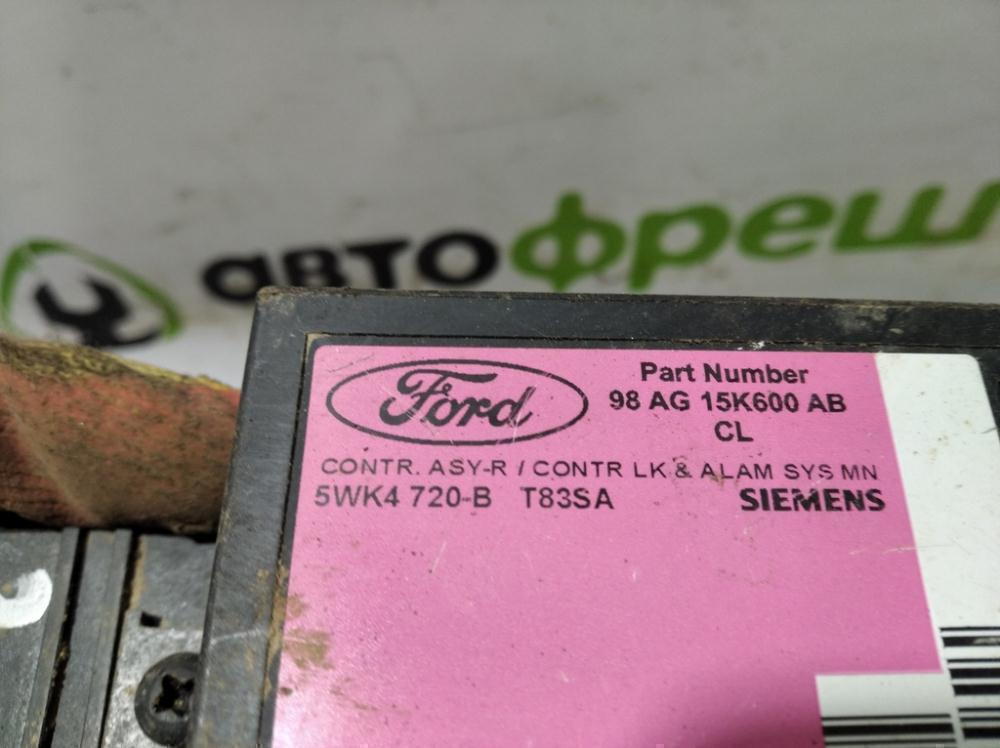 автофреш
Ford
Part Number
98 AG 15K600 AB
CL
CONTR. ASY-R / CONTR LK & ALAM SYS MN
5WK4 720-B T83SA
SIEMENS